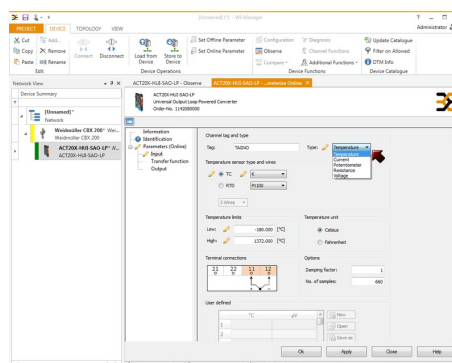 [Unnamed]* - WI-Manager
PROJECT DEVICE TOPOLOGY VIEW
Administrator
Cut
Copy
Paste
Add...
Remove
Rename
Connect
Disconnect
Load from Device
Store to Device
Set Offline Parameter
Set Online Parameter
Configuration
Observe
Compare
Diagnosis
Channel Functions
Additional Functions
Update Catalogue
Filter on Allowed
DTM Info
Edit
Device Operations
Device Functions
Device Catalogue
Network View
Device Summary
[Unnamed]*
Network
Weidmüller CBX 200* Wei...
Weidmüller CBX 200
ACT20X-HUI-SAO-LP* W...
ACT20X-HUI-SAO-LP
ACT20X-HUI-SAO-LP - Observe
ACT20X-HUI-SAO-LP - ...meterize Online
ACT20X-HUI-SAO-LP
Universal Output Loop Powered Converter
Order-No. 1142080000
Information
Identification
Parameters (Online)
Input
Transfer function
Output
Channel tag and type
Tag: TAGNO
Type: Temperature
Temperature
Current
Potentiometer
Resistance
Voltage
Temperature sensor type and wires
TC K
RTD Pt100
3 Wires
Temperature limits
Low: -180.000 [°C]
High: 1372.000 [°C]
Temperature unit
Celsius
Fahrenheit
Terminal connections
21 22 11 12
Options
Damping factor: 1
No. of samples: 660
User defined
°C µV
1
2
New
Open
Save as
Ok Apply Close Help